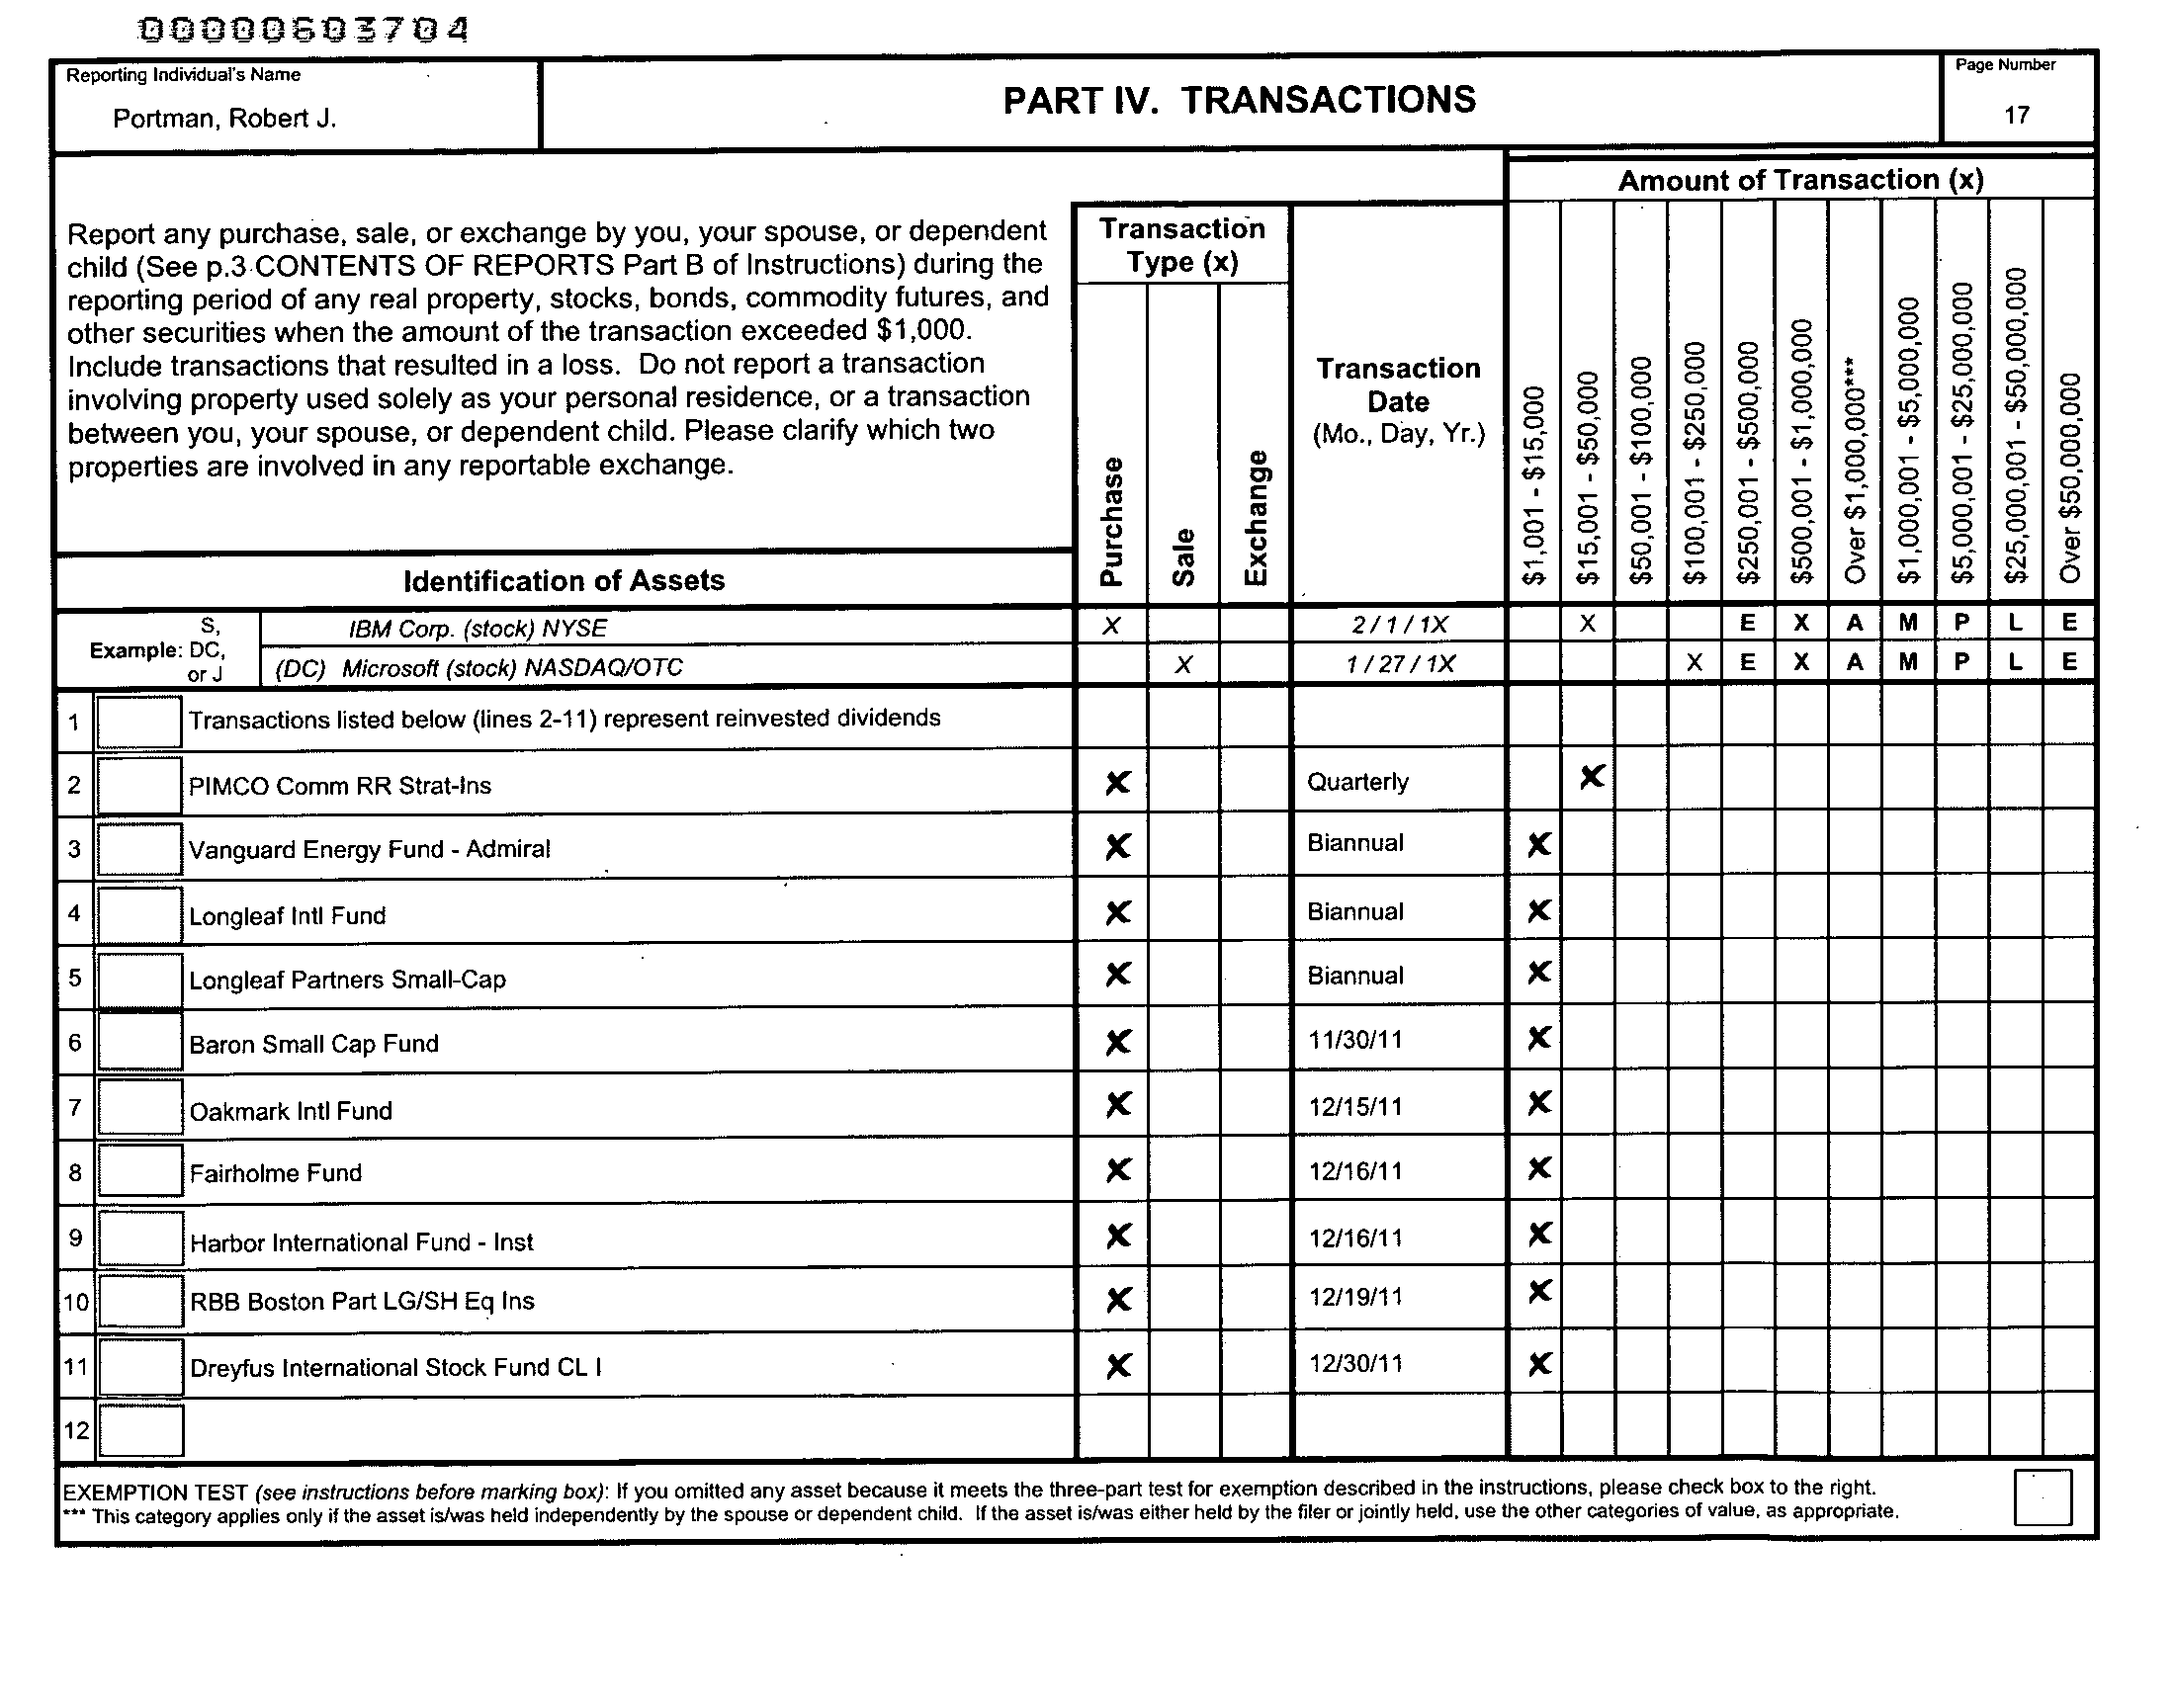 00000603704
Reporting Individual's Name
Portman, Robert J.
PART IV. TRANSACTIONS
Page Number
17
Report any purchase, sale, or exchange by you, your spouse, or dependent
child (See p.3 CONTENTS OF REPORTS Part B of Instructions) during the
reporting period of any real property, stocks, bonds, commodity futures, and
other securities when the amount of the transaction exceeded $1,000.
Include transactions that resulted in a loss. Do not report a transaction
involving property used solely as your personal residence, or a transaction
between you, your spouse, or dependent child. Please clarify which two
properties are involved in any reportable exchange.
Identification of Assets
Transaction
Type (x)
Purchase
Sale
Exchange
Transaction
Date
(Mo., Day, Yr.)
Amount of Transaction (x)
$1,001 - $15,000
$15,001 - $50,000
$50,001 - $100,000
$100,001 - $250,000
$250,001 - $500,000
$500,001 - $1,000,000
Over $1,000,000***
$1,000,001 - $5,000,000
$5,000,001 - $25,000,000
$25,000,001 - $50,000,000
Over $50,000,000
Example: S, DC, or J
IBM Corp. (stock) NYSE X 2 / 1 / 1X X E X A M P L E
(DC) Microsoft (stock) NASDAQ/OTC X 1 / 27 / 1X X E X A M P L E
1 Transactions listed below (lines 2-11) represent reinvested dividends
2 PIMCO Comm RR Strat-Ins X Quarterly X
3 Vanguard Energy Fund - Admiral X Biannual X
4 Longleaf Intl Fund X Biannual X
5 Longleaf Partners Small-Cap X Biannual X
6 Baron Small Cap Fund X 11/30/11 X
7 Oakmark Intl Fund X 12/15/11 X
8 Fairholme Fund X 12/16/11 X
9 Harbor International Fund - Inst X 12/16/11 X
10 RBB Boston Part LG/SH Eq Ins X 12/19/11 X
11 Dreyfus International Stock Fund CL I X 12/30/11 X
12
EXEMPTION TEST (see instructions before marking box): If you omitted any asset because it meets the three-part test for exemption described in the instructions, please check box to the right.
*** This category applies only if the asset is/was held independently by the spouse or dependent child. If the asset is/was either held by the filer or jointly held, use the other categories of value, as appropriate.